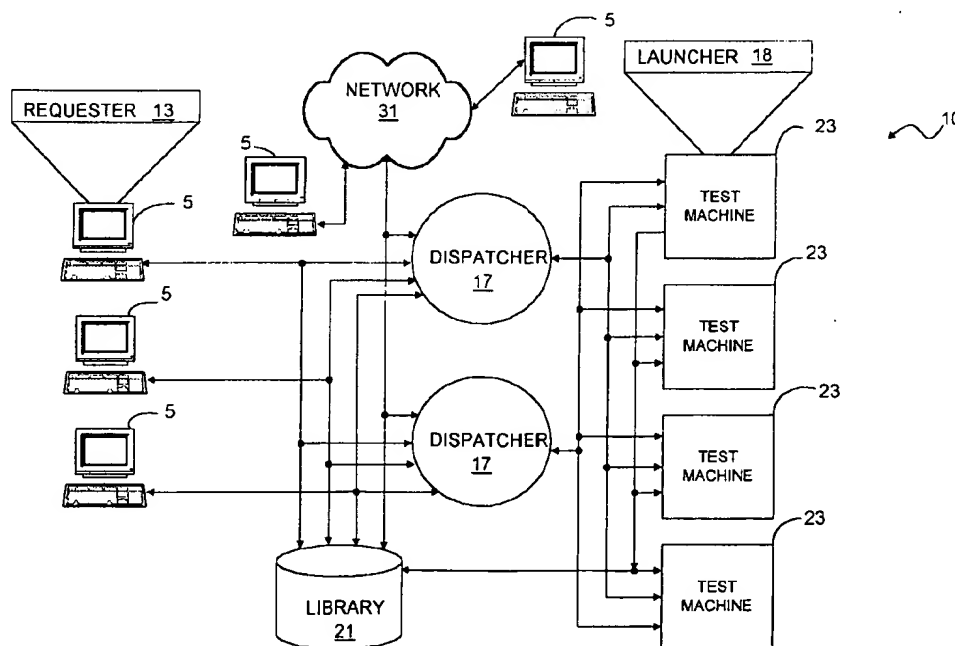 5
LAUNCHER 18
NETWORK
31
REQUESTER 13
10
23
5
5
TEST
MACHINE
DISPATCHER
17
23
5
TEST
MACHINE
23
5
DISPATCHER
17
TEST
MACHINE
23
TEST
MACHINE
LIBRARY
21